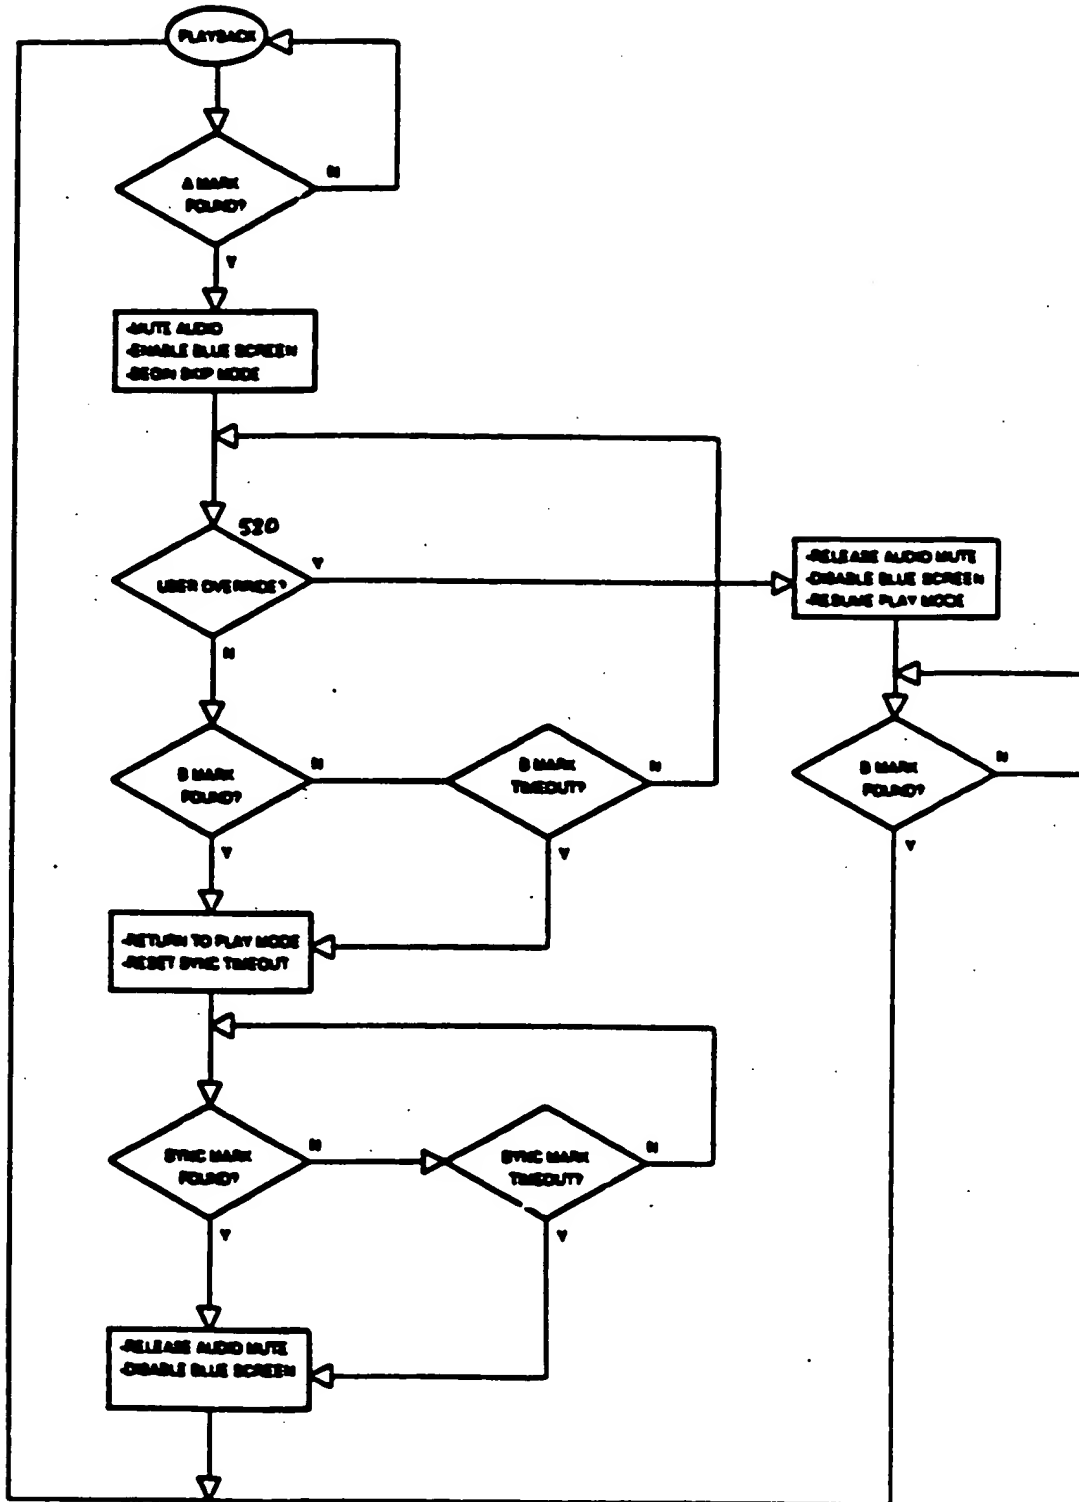 PLAYBACK
A MARK
FOUND?
N
Y
-MUTE AUDIO
-ENABLE BLUE SCREEN
-BEGIN SKIP MODE
520
USER OVERRIDE?
Y
N
-RELEASE AUDIO MUTE
-DISABLE BLUE SCREEN
-RESUME PLAY MODE
B MARK
FOUND?
N
Y
B MARK
TIMEOUT?
N
Y
B MARK
FOUND?
N
Y
-RETURN TO PLAY MODE
-RESET SYNC TIMEOUT
SYNC MARK
FOUND?
N
Y
SYNC MARK
TIMEOUT?
N
Y
-RELEASE AUDIO MUTE
-DISABLE BLUE SCREEN